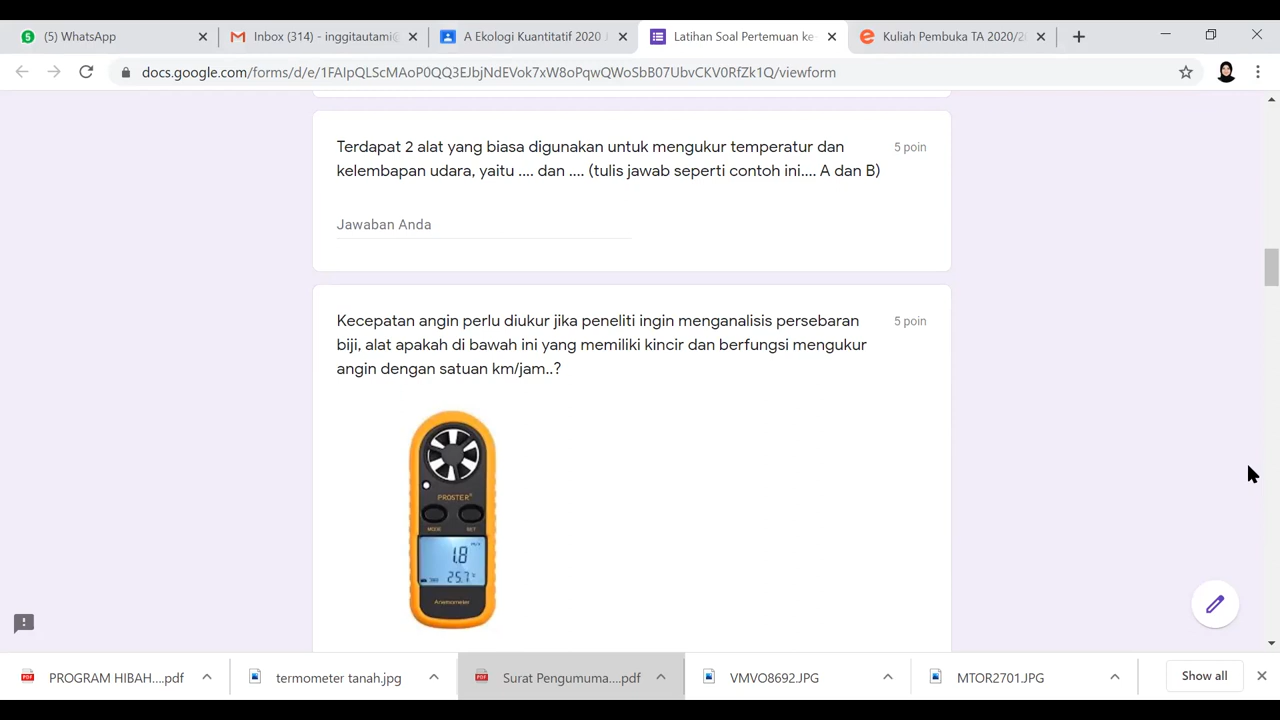 (5) WhatsApp
Inbox (314) - inggitautami@
A Ekologi Kuantitatif 2020
Latihan Soal Pertemuan ke-
Kuliah Pembuka TA 2020/2
docs.google.com/forms/d/e/1FAIpQLScMAoP0QQ3EJbjNdEVok7xW8oPqwQWoSbB07UbvCKV0RfZk1Q/viewform
Terdapat 2 alat yang biasa digunakan untuk mengukur temperatur dan
5 poin
kelembapan udara, yaitu .... dan .... (tulis jawab seperti contoh ini.... A dan B)
Jawaban Anda
Kecepatan angin perlu diukur jika peneliti ingin menganalisis persebaran
5 poin
biji, alat apakah di bawah ini yang memiliki kincir dan berfungsi mengukur
angin dengan satuan km/jam..?
PROSTER
MODE
SET
1.8
25.7
Anemometer
PROGRAM HIBAH....pdf
termometer tanah.jpg
Surat Pengumuma....pdf
VMVO8692.JPG
MTOR2701.JPG
Show all